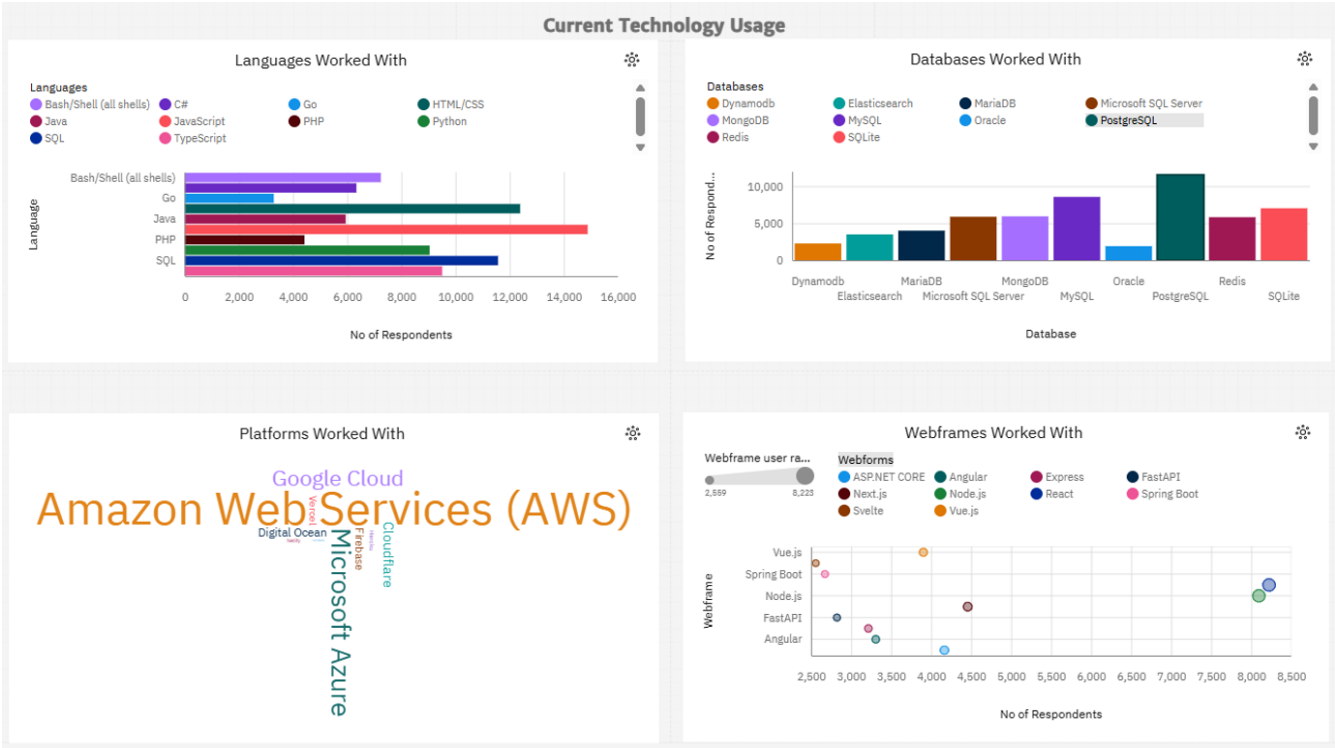 Current Technology Usage
Languages Worked With
Languages
Bash/Shell (all shells) C# Go HTML/CSS
Java JavaScript PHP Python
SQL TypeScript
Language
Bash/Shell (all shells)
Go
Java
PHP
SQL
0 2,000 4,000 6,000 8,000 10,000 12,000 14,000 16,000
No of Respondents
Databases Worked With
Databases
Dynamodb Elasticsearch MariaDB Microsoft SQL Server
MongoDB MySQL Oracle PostgreSQL
Redis SQLite
No of Respond...
10,000
5,000
0
Dynamodb MariaDB MongoDB Oracle Redis
Elasticsearch Microsoft SQL Server MySQL PostgreSQL SQLite
Database
Platforms Worked With
Google Cloud
Amazon Web Services (AWS)
Vercel
Digital Ocean
Microsoft Azure
Firebase
Cloudflare
Webframes Worked With
Webframe user ra...
2,559 8,223
Webforms
ASP.NET CORE Angular Express FastAPI
Next.js Node.js React Spring Boot
Svelte Vue.js
Webframe
Vue.js
Spring Boot
Node.js
FastAPI
Angular
2,500 3,000 3,500 4,000 4,500 5,000 5,500 6,000 6,500 7,000 7,500 8,000 8,500
No of Respondents